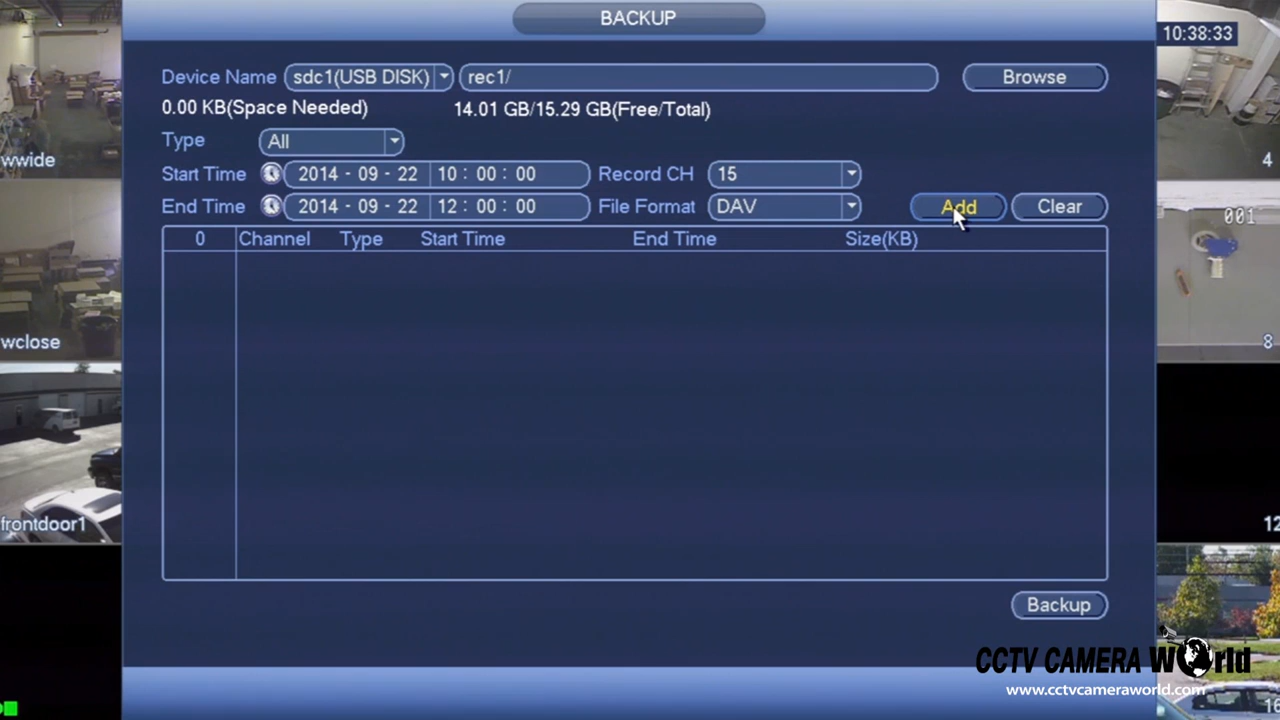 BACKUP
10:38:33
Device Name sdc1(USB DISK) rec1/ Browse
0.00 KB(Space Needed) 14.01 GB/15.29 GB(Free/Total)
Type All
wwide
4
Start Time 2014 - 09 - 22 10 : 00 : 00 Record CH 15
End Time 2014 - 09 - 22 12 : 00 : 00 File Format DAV Add Clear
001
0 Channel Type Start Time End Time Size(KB)
wclose
8
frontdoor1
12
Backup
CCTV CAMERA World
www.cctvcameraworld.com
16